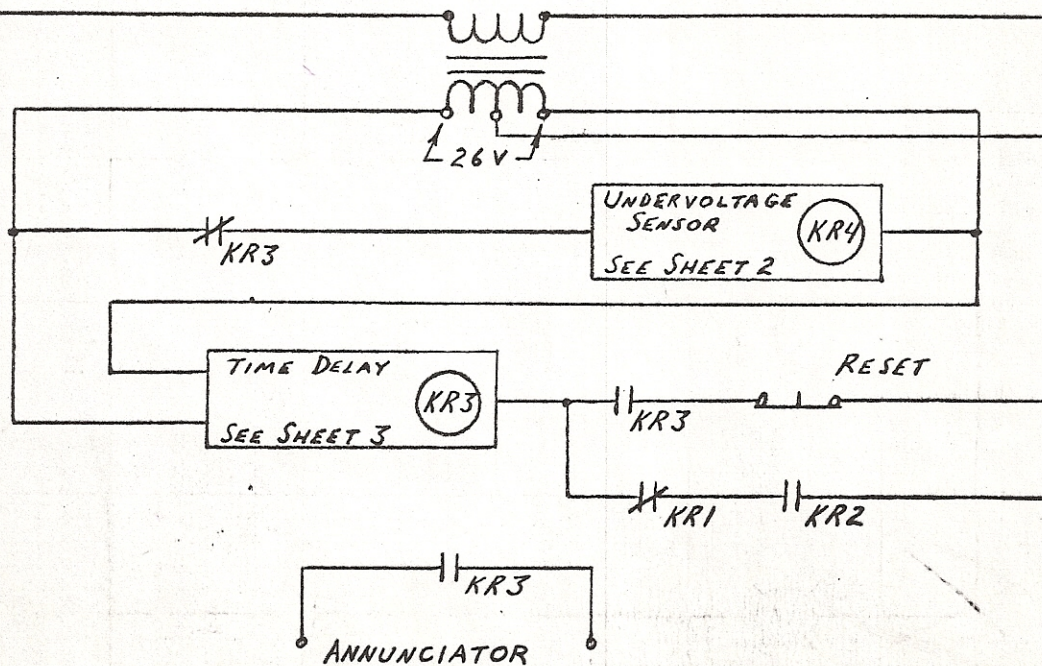 26V
KR3
UNDERVOLTAGE
SENSOR
KR4
SEE SHEET 2
TIME DELAY
KR3
SEE SHEET 3
RESET
KR3
KR1
KR2
KR3
ANNUNCIATOR